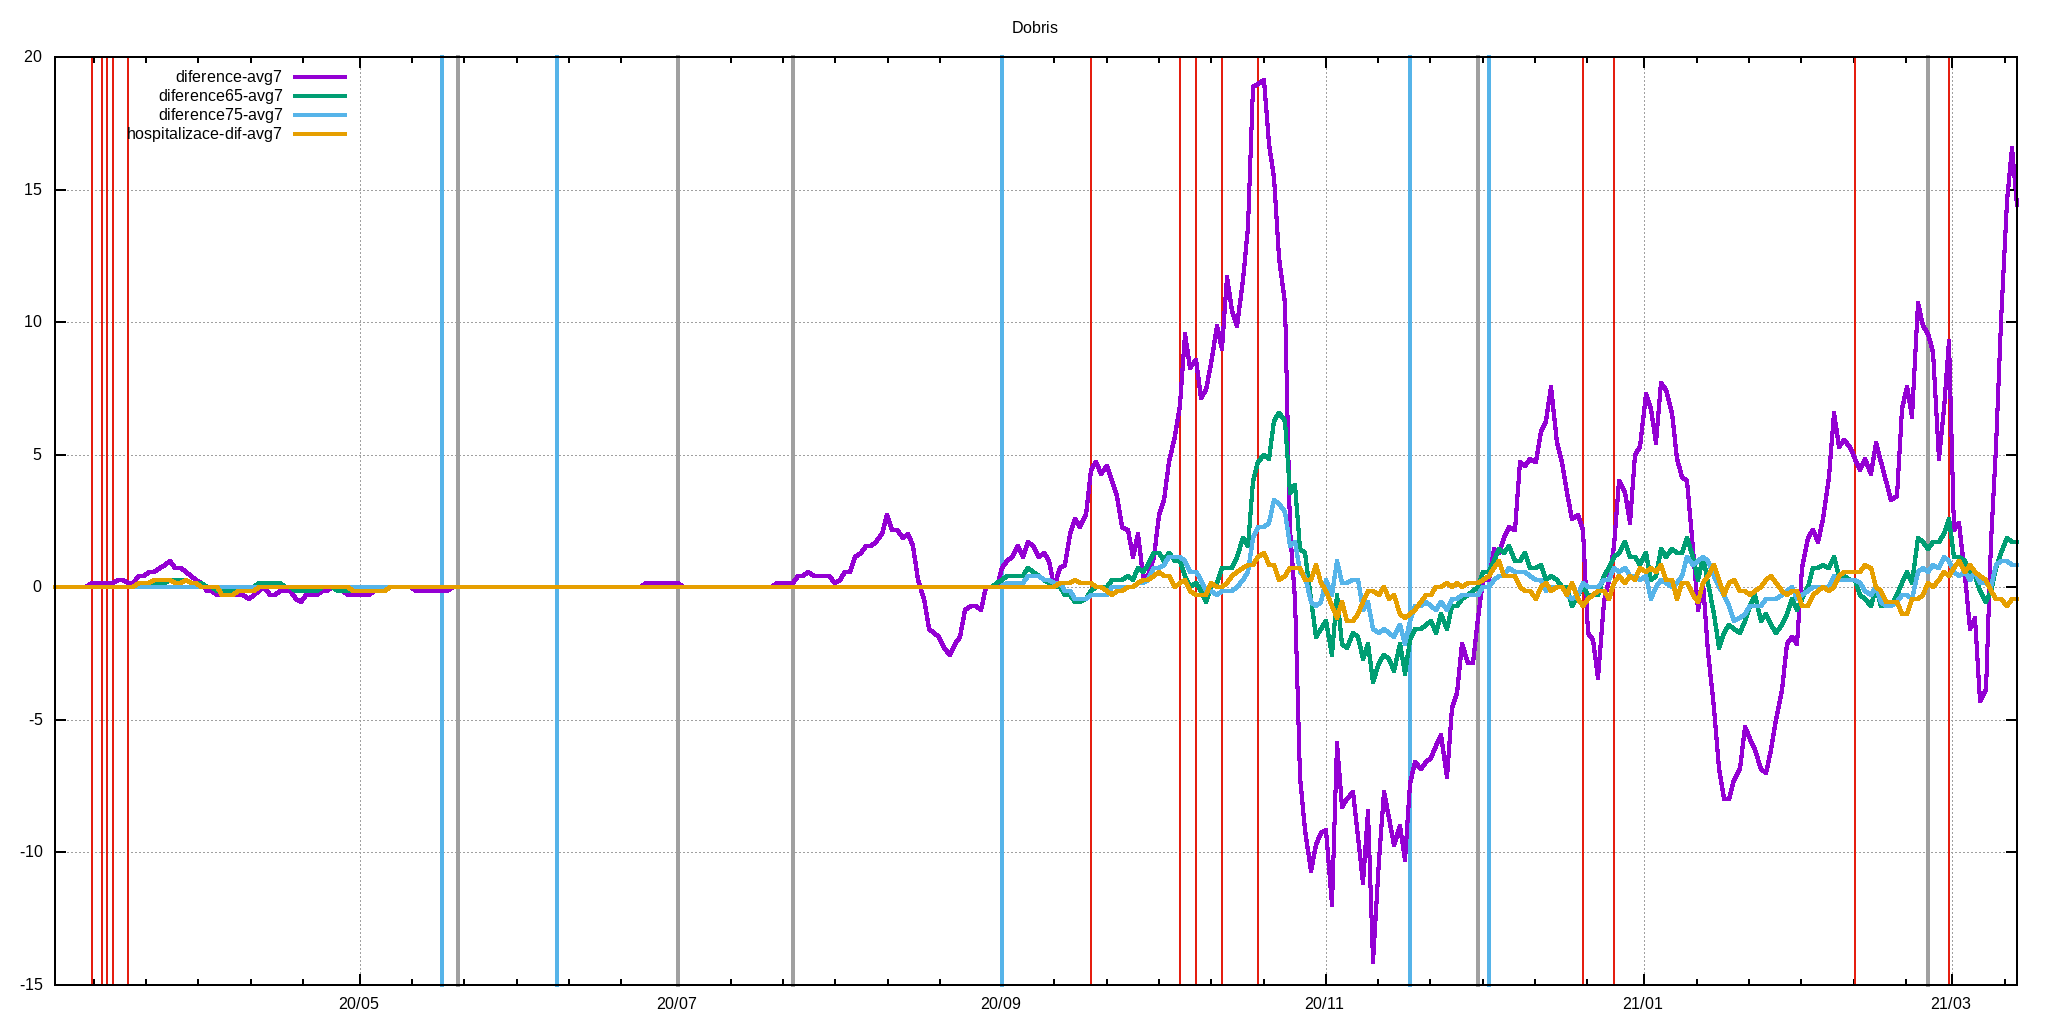 Dobris
diference-avg7
diference65-avg7
diference75-avg7
hospitalizace-dif-avg7
20
15
10
5
0
-5
-10
-15
20/05 20/07 20/09 20/11 21/01 21/03